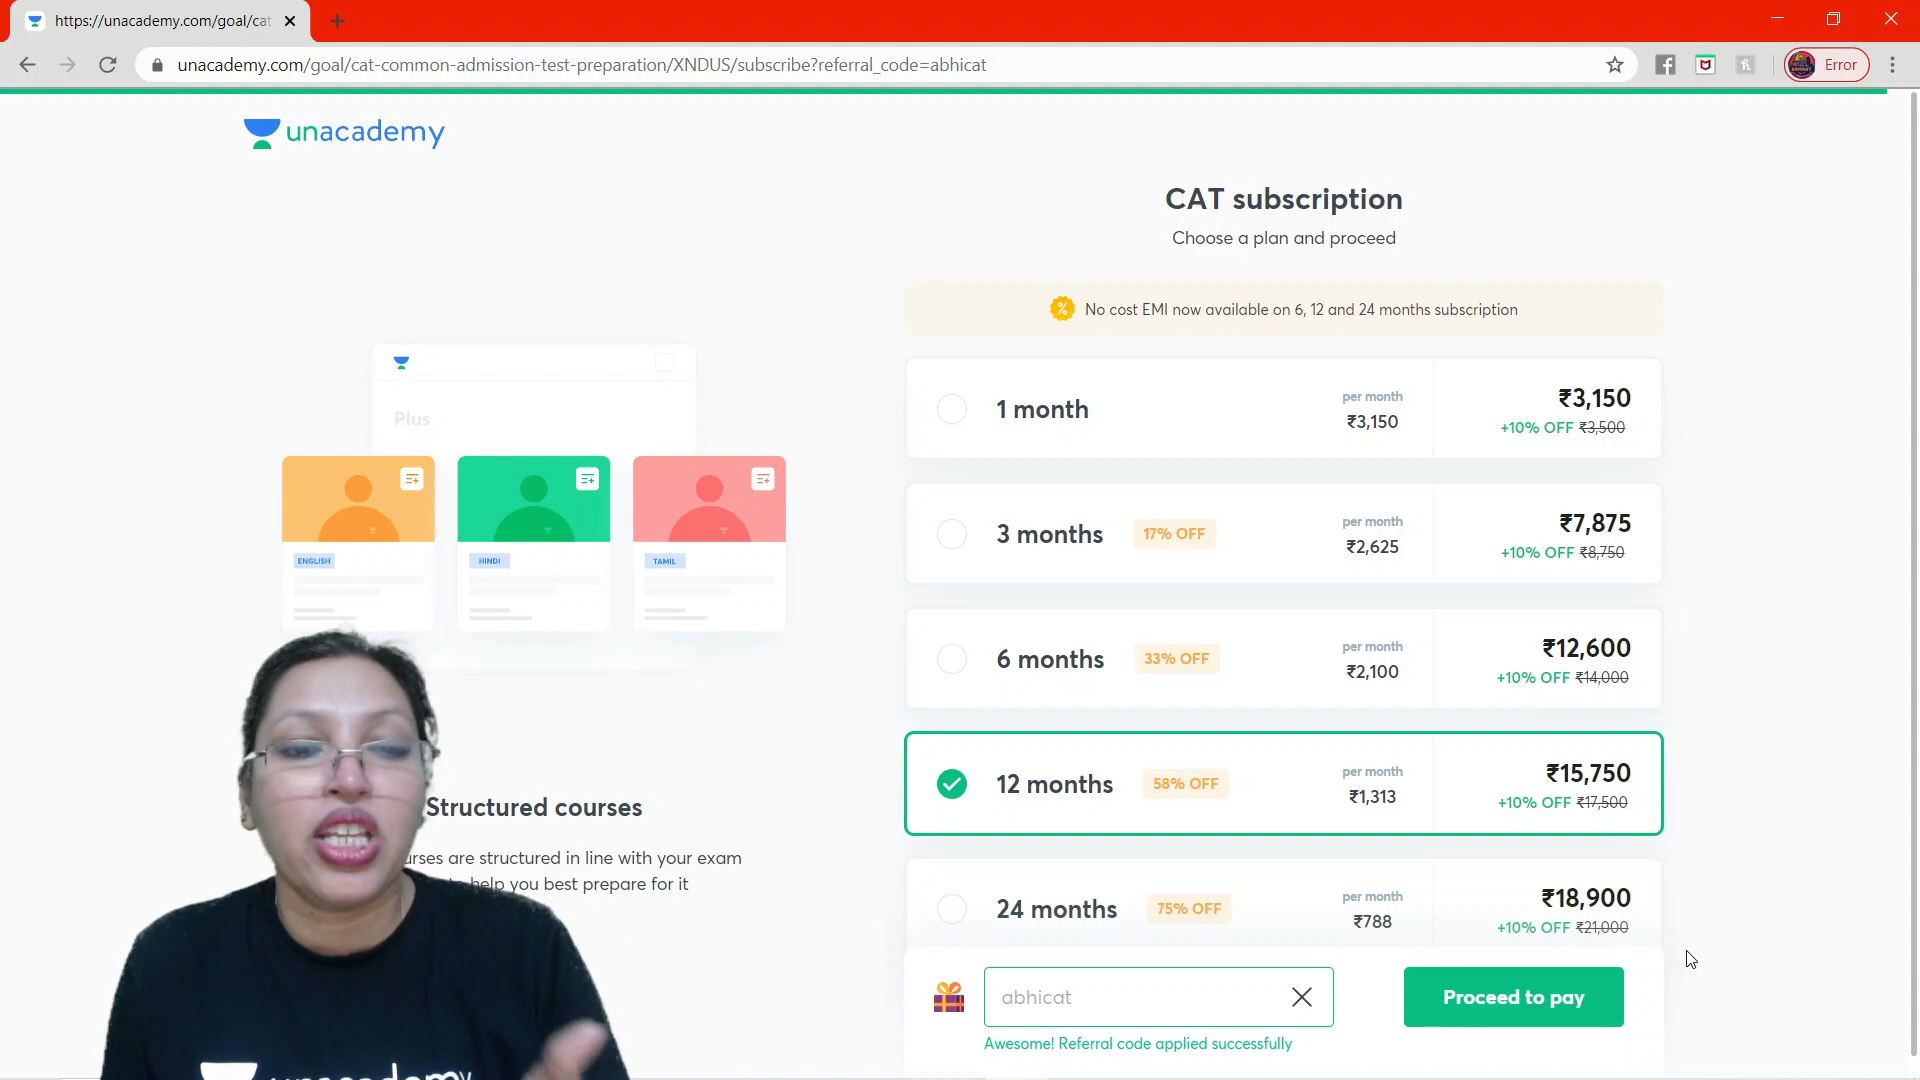 https://unacademy.com/goal/cat
unacademy.com/goal/cat-common-admission-test-preparation/XNDUS/subscribe?referral_code=abhicat
Error
unacademy
CAT subscription
Choose a plan and proceed
No cost EMI now available on 6, 12 and 24 months subscription
1 month
per month
₹3,150
₹3,150
+10% OFF ₹3,500
3 months
17% OFF
per month
₹2,625
₹7,875
+10% OFF ₹8,750
6 months
33% OFF
per month
₹2,100
₹12,600
+10% OFF ₹14,000
12 months
58% OFF
per month
₹1,313
₹15,750
+10% OFF ₹17,500
24 months
75% OFF
per month
₹788
₹18,900
+10% OFF ₹21,000
abhicat
Proceed to pay
Awesome! Referral code applied successfully
Plus
ENGLISH
HINDI
TAMIL
Structured courses
are structured in line with your exam
help you best prepare for it
unacademy